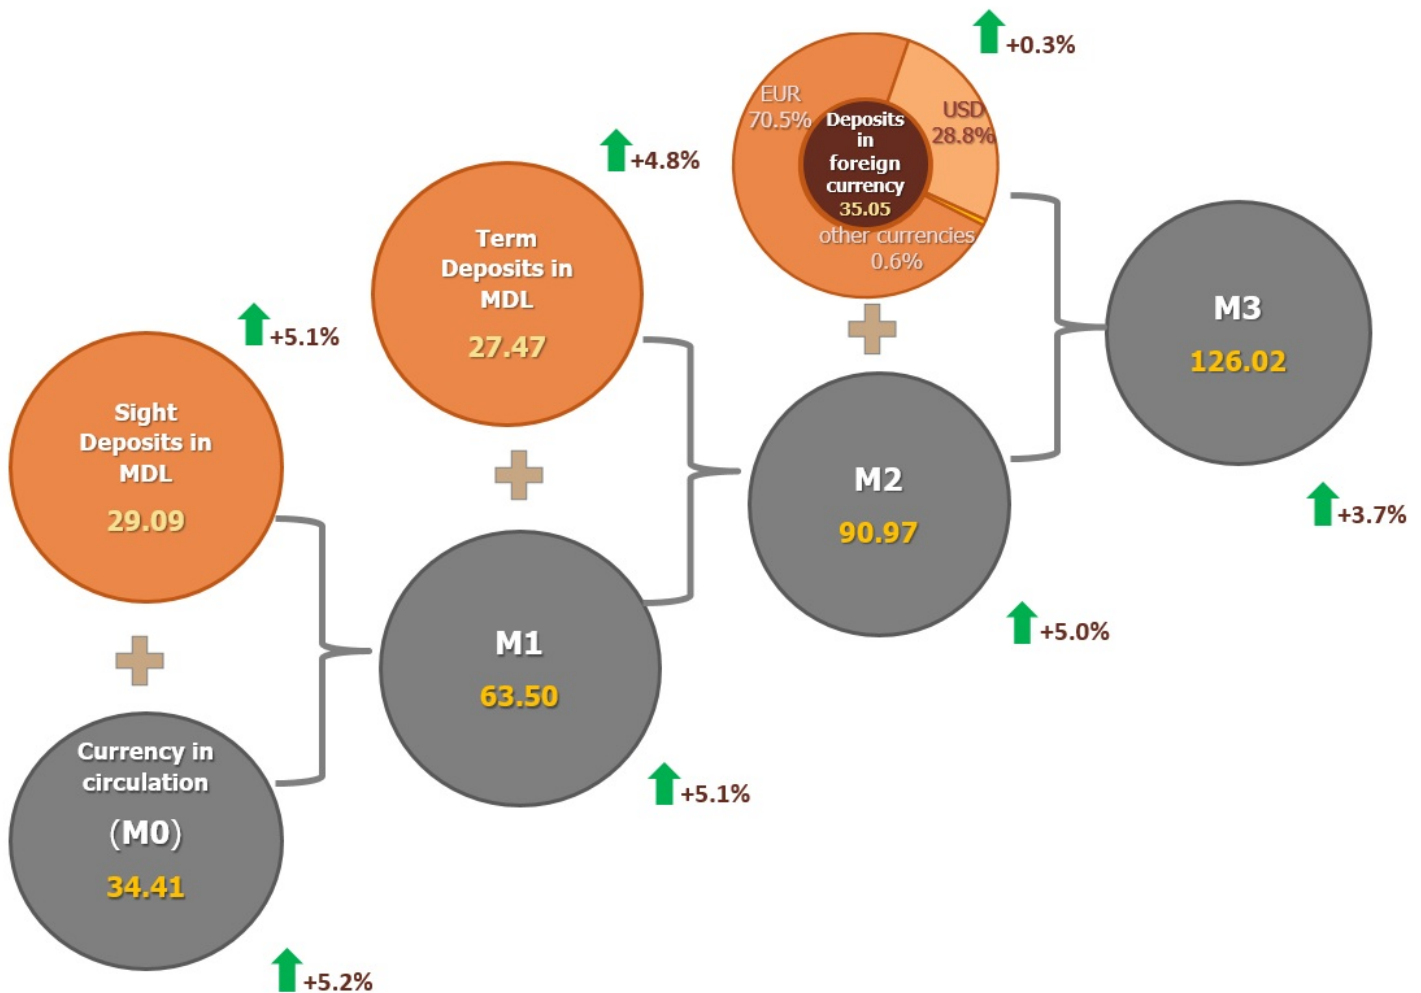 +0.3%
EUR
70.5%
USD
28.8%
Deposits
in
foreign
currency
35.05
other currencies
0.6%
+4.8%
Term
Deposits in
MDL
27.47
M3
126.02
+5.1%
Sight
Deposits in
MDL
29.09
M2
90.97
+3.7%
M1
63.50
+5.0%
Currency in
circulation
(M0)
34.41
+5.1%
+5.2%